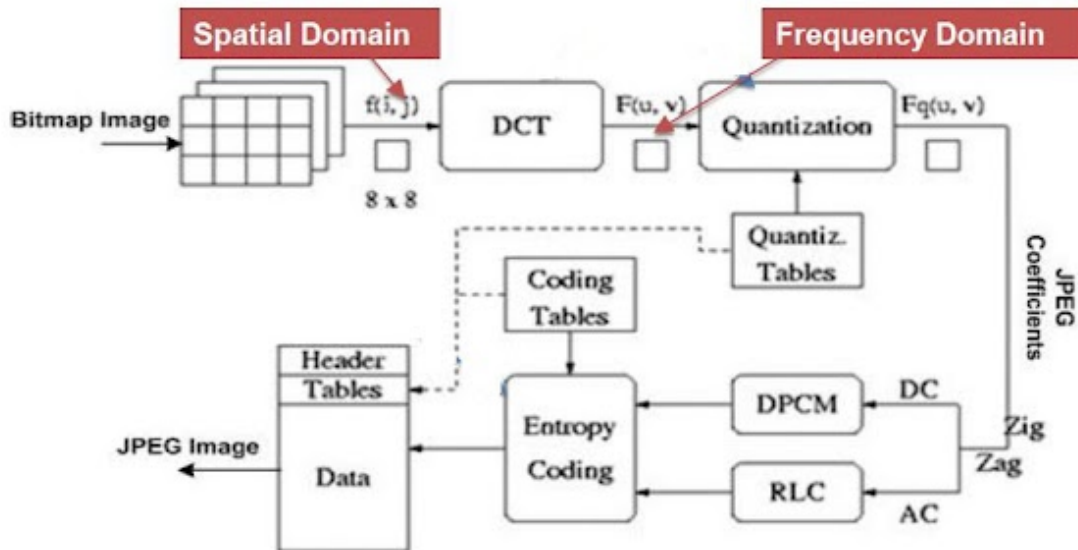 Spatial Domain
Frequency Domain
Bitmap Image
f(i, j)
8 x 8
DCT
F(u, v)
Quantization
Fq(u, v)
Quantiz.
Tables
Coding
Tables
JPEG
Coefficients
Header
Tables
Data
JPEG Image
Entropy
Coding
DPCM
RLC
DC
AC
Zig
Zag